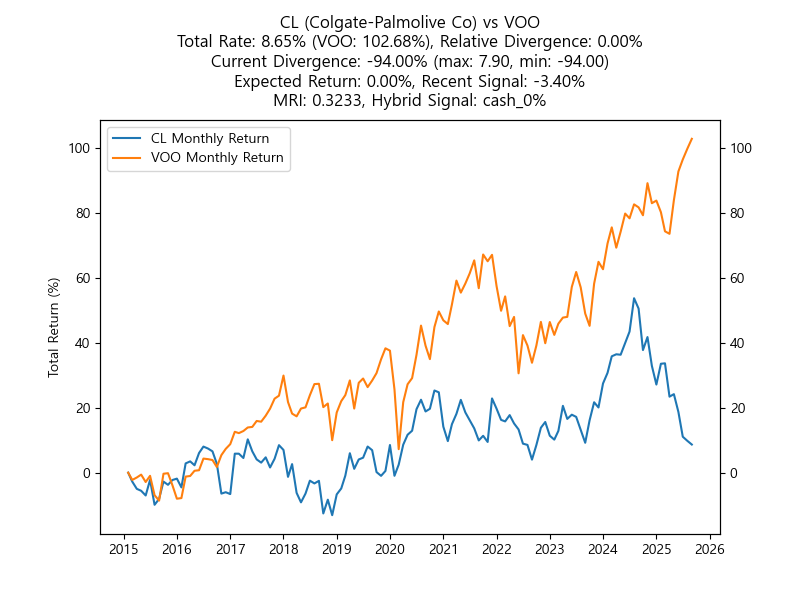 CL (Colgate-Palmolive Co) vs VOO
Total Rate: 8.65% (VOO: 102.68%), Relative Divergence: 0.00%
Current Divergence: -94.00% (max: 7.90, min: -94.00)
Expected Return: 0.00%, Recent Signal: -3.40%
MRI: 0.3233, Hybrid Signal: cash_0%
CL Monthly Return
VOO Monthly Return
Total Return (%)
100
80
60
40
20
0
100
80
60
40
20
0
2015 2016 2017 2018 2019 2020 2021 2022 2023 2024 2025 2026